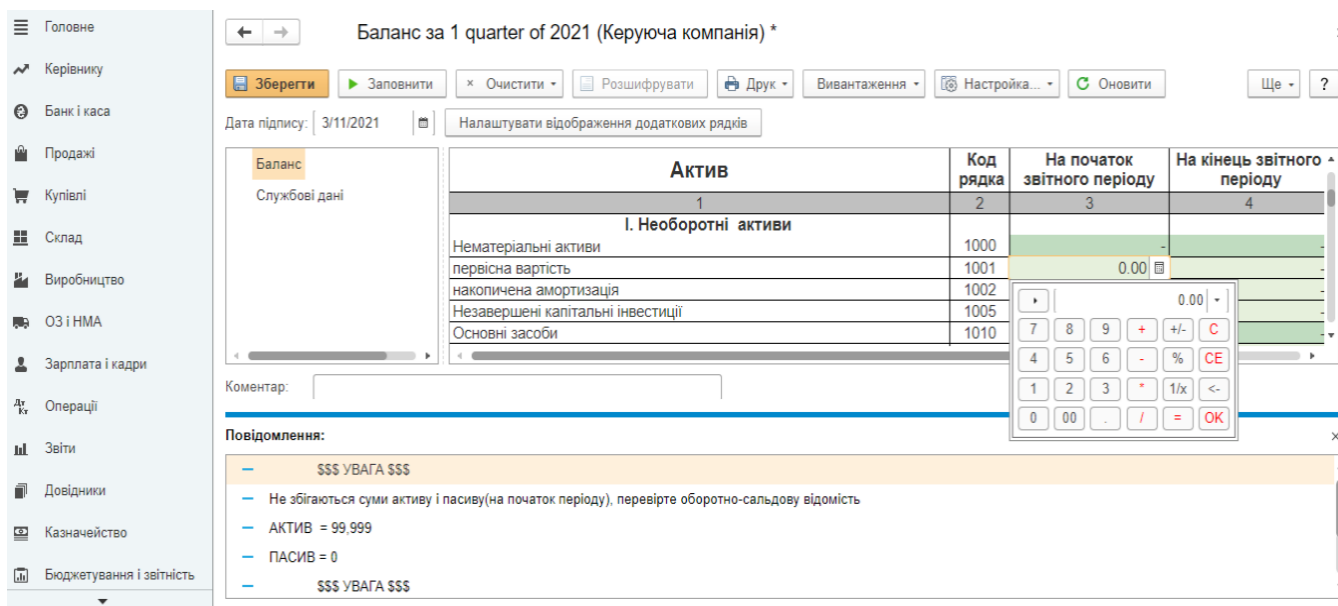 Головне
Керівнику
Банк і каса
Продажі
Купівлі
Склад
Виробництво
ОЗ і НМА
Зарплата і кадри
Дт Кт Операції
Звіти
Довідники
Казначейство
Бюджетування і звітність
Баланс за 1 quarter of 2021 (Керуюча компанія) *
Зберегти Заповнити × Очистити Розшифрувати Друк Вивантаження Настройка... Оновити Ще ?
Дата підпису: 3/11/2021 Налаштувати відображення додаткових рядків
Баланс
Службові дані
Актив Код рядка На початок звітного періоду На кінець звітного періоду
1 2 3 4
І. Необоротні активи
Нематеріальні активи 1000 - -
первісна вартість 1001 0.00 -
накопичена амортизація 1002 -
Незавершені капітальні інвестиції 1005 -
Основні засоби 1010 -
0.00
7 8 9 + +/- C
4 5 6 - % CE
1 2 3 * 1/x <-
0 00 . / = OK
Коментар:
Повідомлення:
$$$ УВАГА $$$
Не збігаються суми активу і пасиву(на початок періоду), перевірте оборотно-сальдову відомість
АКТИВ = 99,999
ПАСИВ = 0
$$$ УВАГА $$$